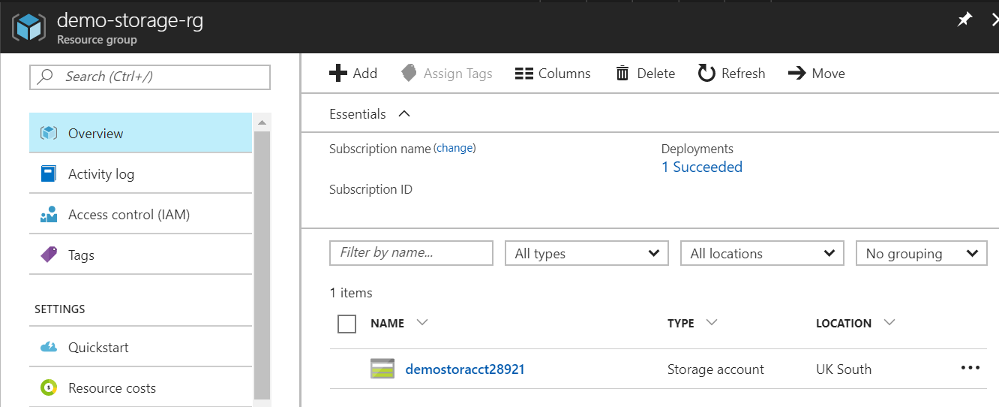 demo-storage-rg
Resource group
Search (Ctrl+/)
Overview
Activity log
Access control (IAM)
Tags
SETTINGS
Quickstart
Resource costs
Add Assign Tags Columns Delete Refresh Move
Essentials
Subscription name (change) Deployments
1 Succeeded
Subscription ID
Filter by name... All types All locations No grouping
1 items
NAME TYPE LOCATION
demostoracct28921 Storage account UK South